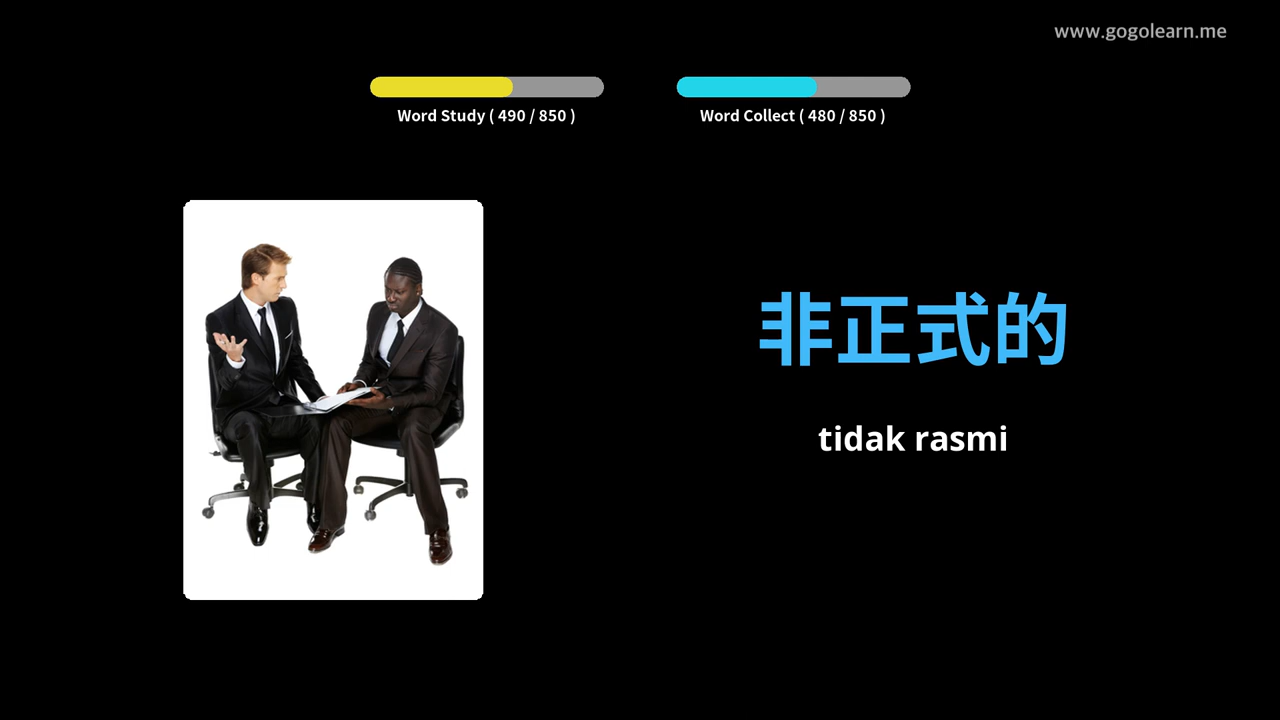 www.gogolearn.me
Word Study ( 490 / 850 )
Word Collect ( 480 / 850 )
非正式的
tidak rasmi